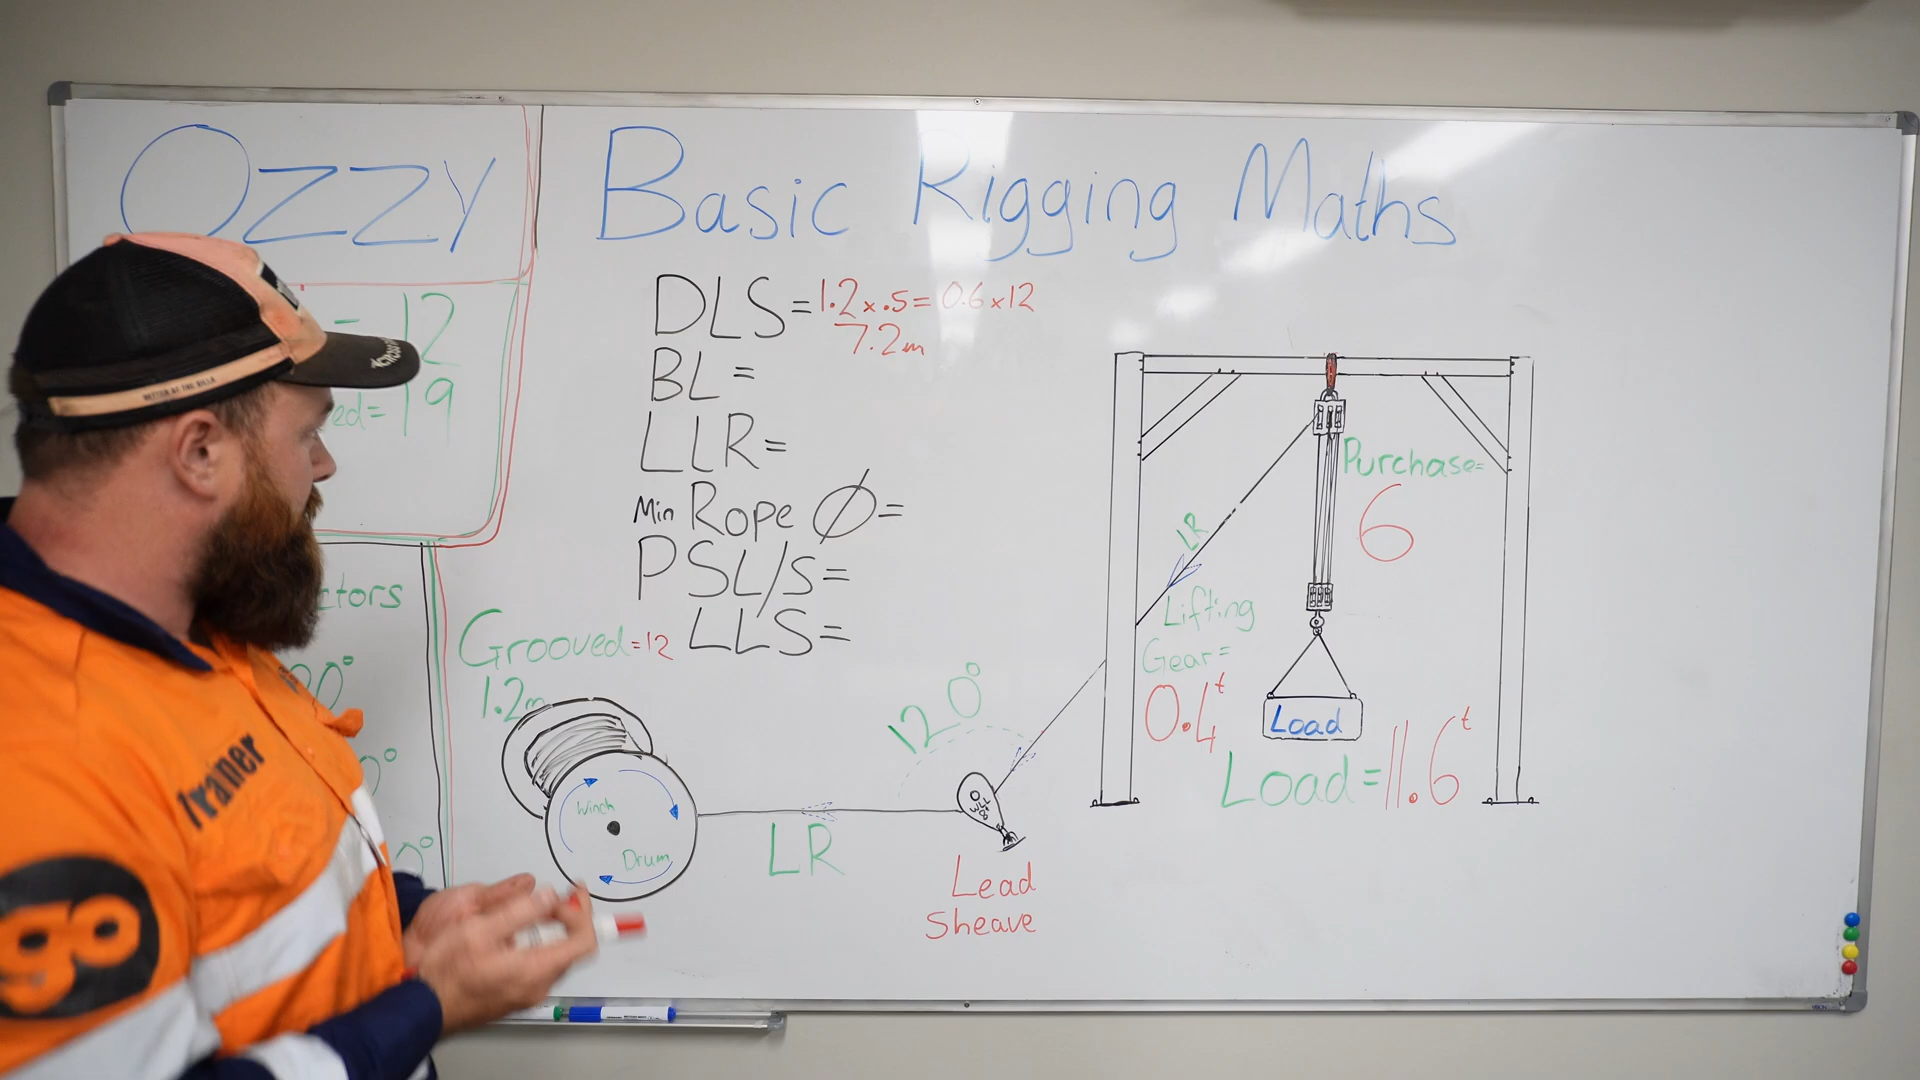 OZZY
Basic Rigging Maths
= 12
ed= 19
DLS = 1.2 x .5 = 0.6 x 12
7.2m
BL =
LLR =
Min Rope Ø =
PSL/S =
LLS =
Purchase=
6
LR
Lifting
Gear=
0.4t
Load
Load = 11.6t
ctors
Grooved = 12
1.2m
120°
Winch
Drum
LR
WLL
Lead
Sheave
Trainer
go